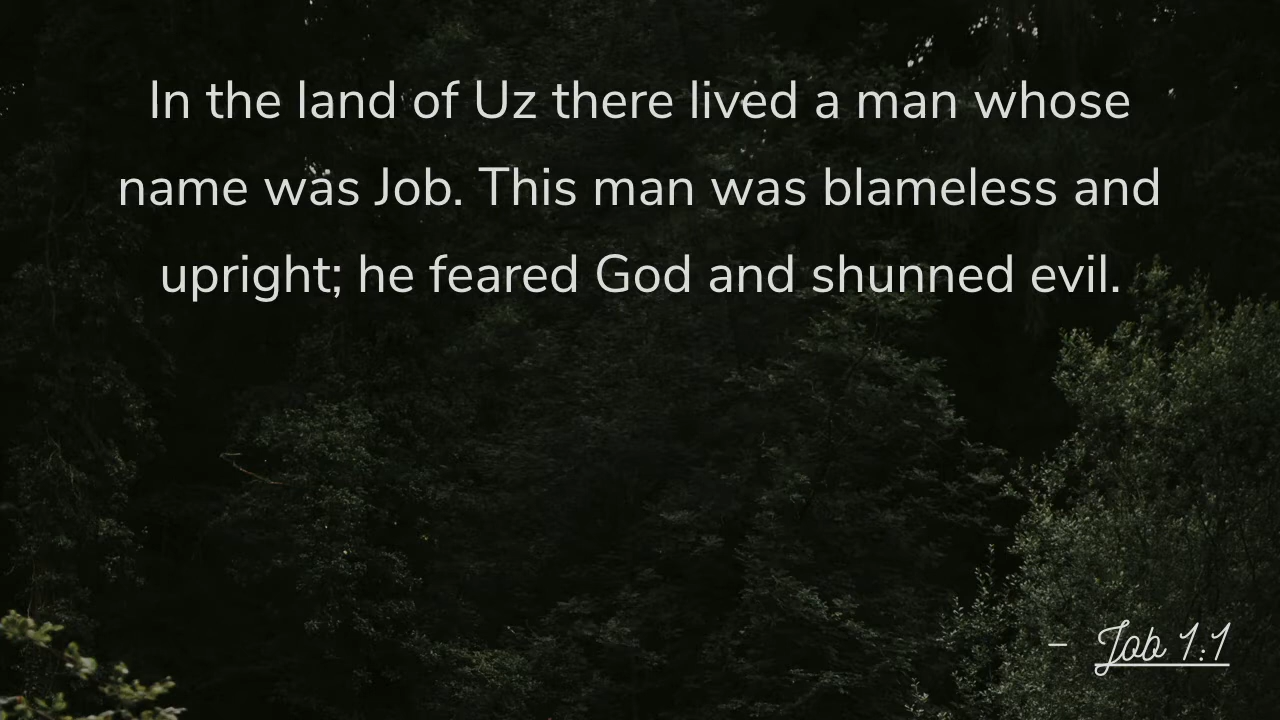 In the land of Uz there lived a man whose
name was Job. This man was blameless and
upright; he feared God and shunned evil.
– Job 1:1